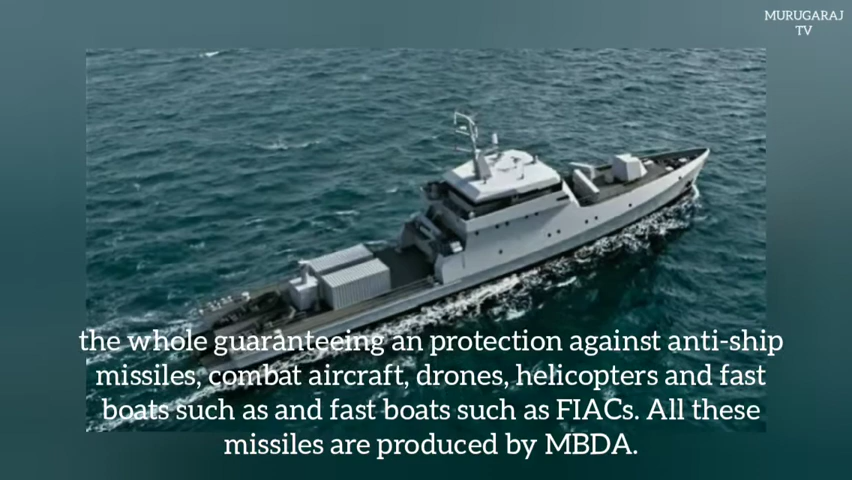 MURUGARAJ
TV
the whole guaranteeing an protection against anti-ship
missiles, combat aircraft, drones, helicopters and fast
boats such as and fast boats such as FIACs. All these
missiles are produced by MBDA.